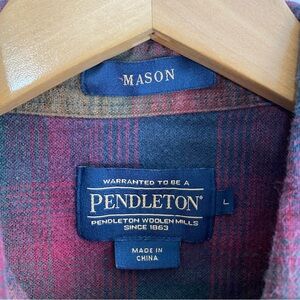 MASON
WARRANTED TO BE A
PENDLETON®
PENDLETON WOOLEN MILLS
SINCE 1863
L
MADE IN
CHINA